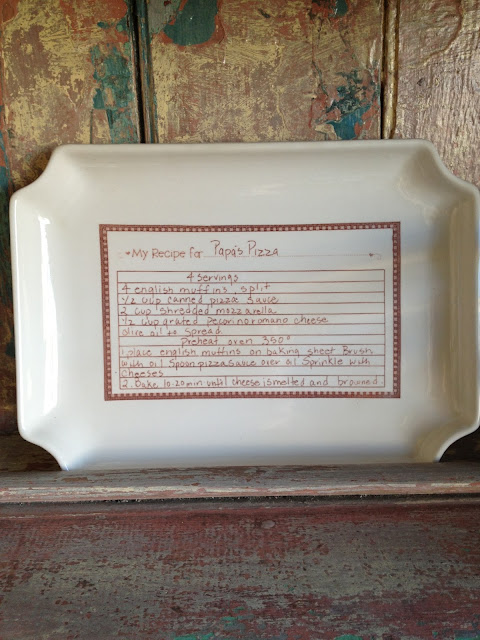 My Recipe for Papa's Pizza
4 Servings
4 english muffins, split
1/2 cup canned pizza sauce
2 cup shredded mozzarella
1/2 cup grated Pecorino romano cheese
olive oil to spread
Preheat oven 350°
1. place english muffins on baking sheet Brush
with oil Spoon pizza sauce over oil Sprinkle with
cheeses
2. Bake 10-20 min until cheese is melted and browned.